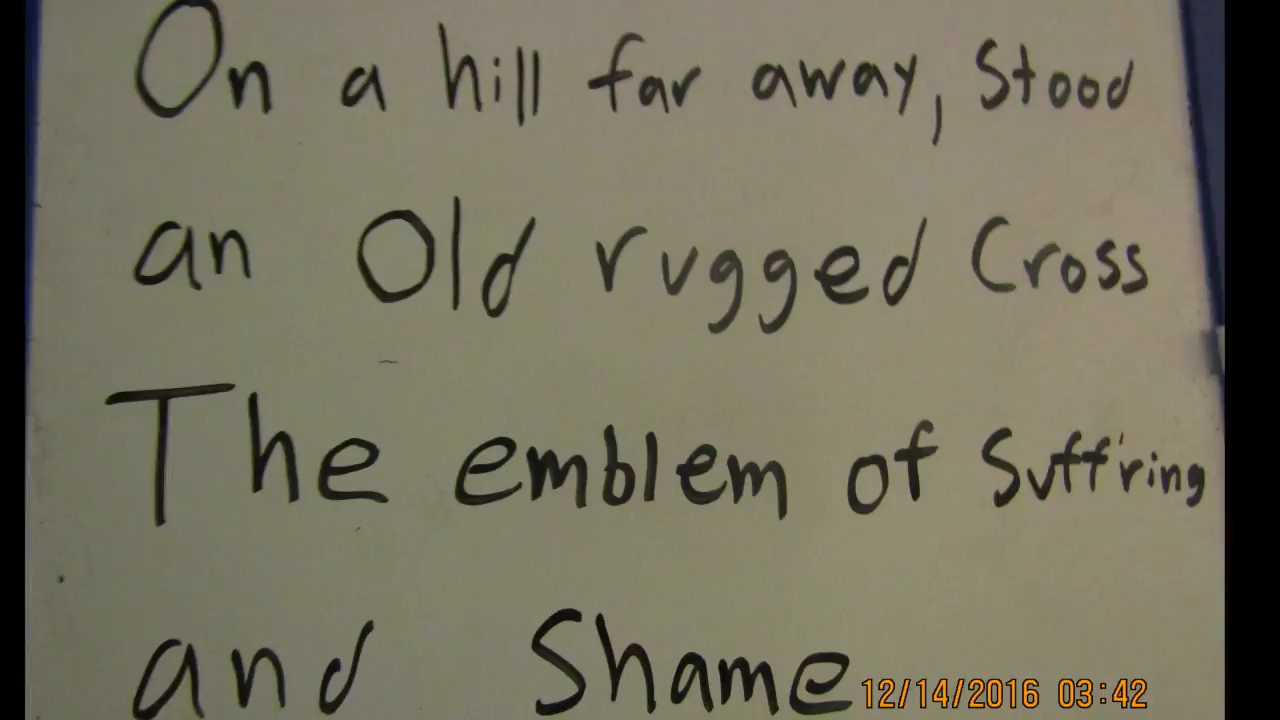 On a hill far away, Stood
an Old rugged Cross
The emblem of Suff'ring
and Shame
12/14/2016 03:42